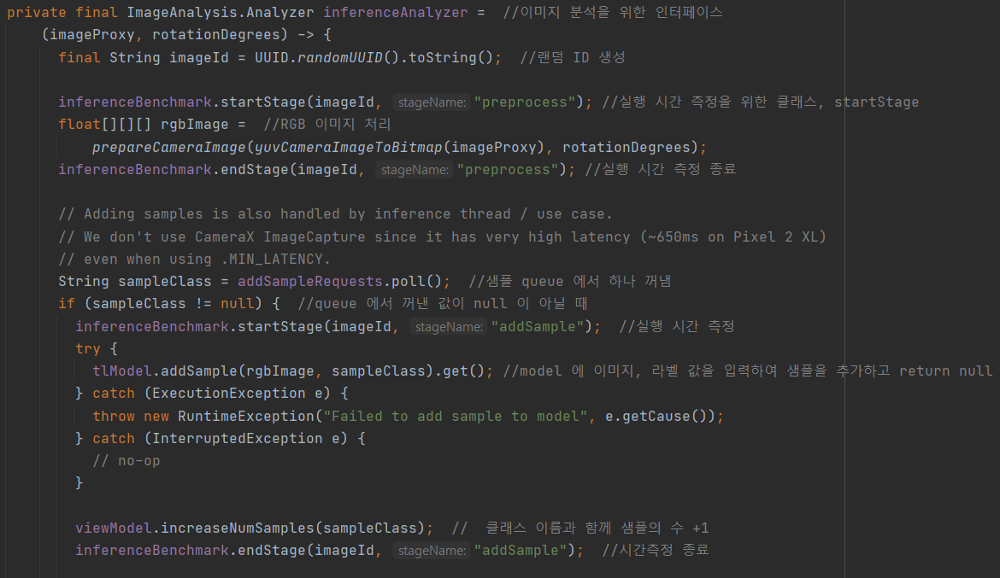 private final ImageAnalysis.Analyzer inferenceAnalyzer =  //이미지 분석을 위한 인터페이스
    (imageProxy, rotationDegrees) -> {
      final String imageId = UUID.randomUUID().toString();  //랜덤 ID 생성

      inferenceBenchmark.startStage(imageId, stageName: "preprocess"); //실행 시간 측정을 위한 클래스, startStage
      float[][][] rgbImage =  //RGB 이미지 처리
          prepareCameraImage(yuvCameraImageToBitmap(imageProxy), rotationDegrees);
      inferenceBenchmark.endStage(imageId, stageName: "preprocess"); //실행 시간 측정 종료

      // Adding samples is also handled by inference thread / use case.
      // We don't use CameraX ImageCapture since it has very high latency (~650ms on Pixel 2 XL)
      // even when using .MIN_LATENCY.
      String sampleClass = addSampleRequests.poll();  //샘플 queue 에서 하나 꺼냄
      if (sampleClass != null) {  //queue 에서 꺼낸 값이 null 이 아닐 때
        inferenceBenchmark.startStage(imageId, stageName: "addSample");  //실행 시간 측정
        try {
          tlModel.addSample(rgbImage, sampleClass).get(); //model 에 이미지, 라벨 값을 입력하여 샘플을 추가하고 return null
        } catch (ExecutionException e) {
          throw new RuntimeException("Failed to add sample to model", e.getCause());
        } catch (InterruptedException e) {
          // no-op
        }

        viewModel.increaseNumSamples(sampleClass);  //  클래스 이름과 함께 샘플의 수 +1
        inferenceBenchmark.endStage(imageId, stageName: "addSample");  //시간측정 종료